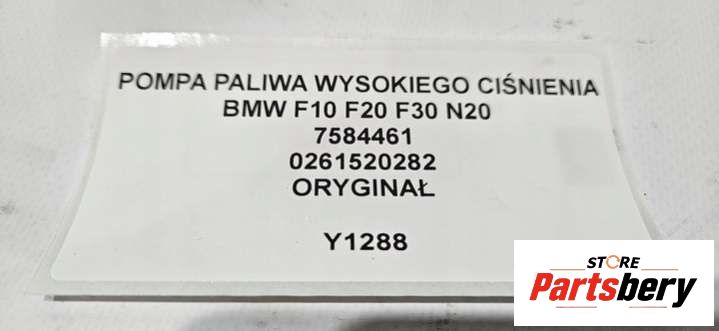 POMPA PALIWA WYSOKIEGO CIŚNIENIA
BMW F10 F20 F30 N20
7584461
0261520282
ORYGINAŁ
Y1288
STORE
Partsbery